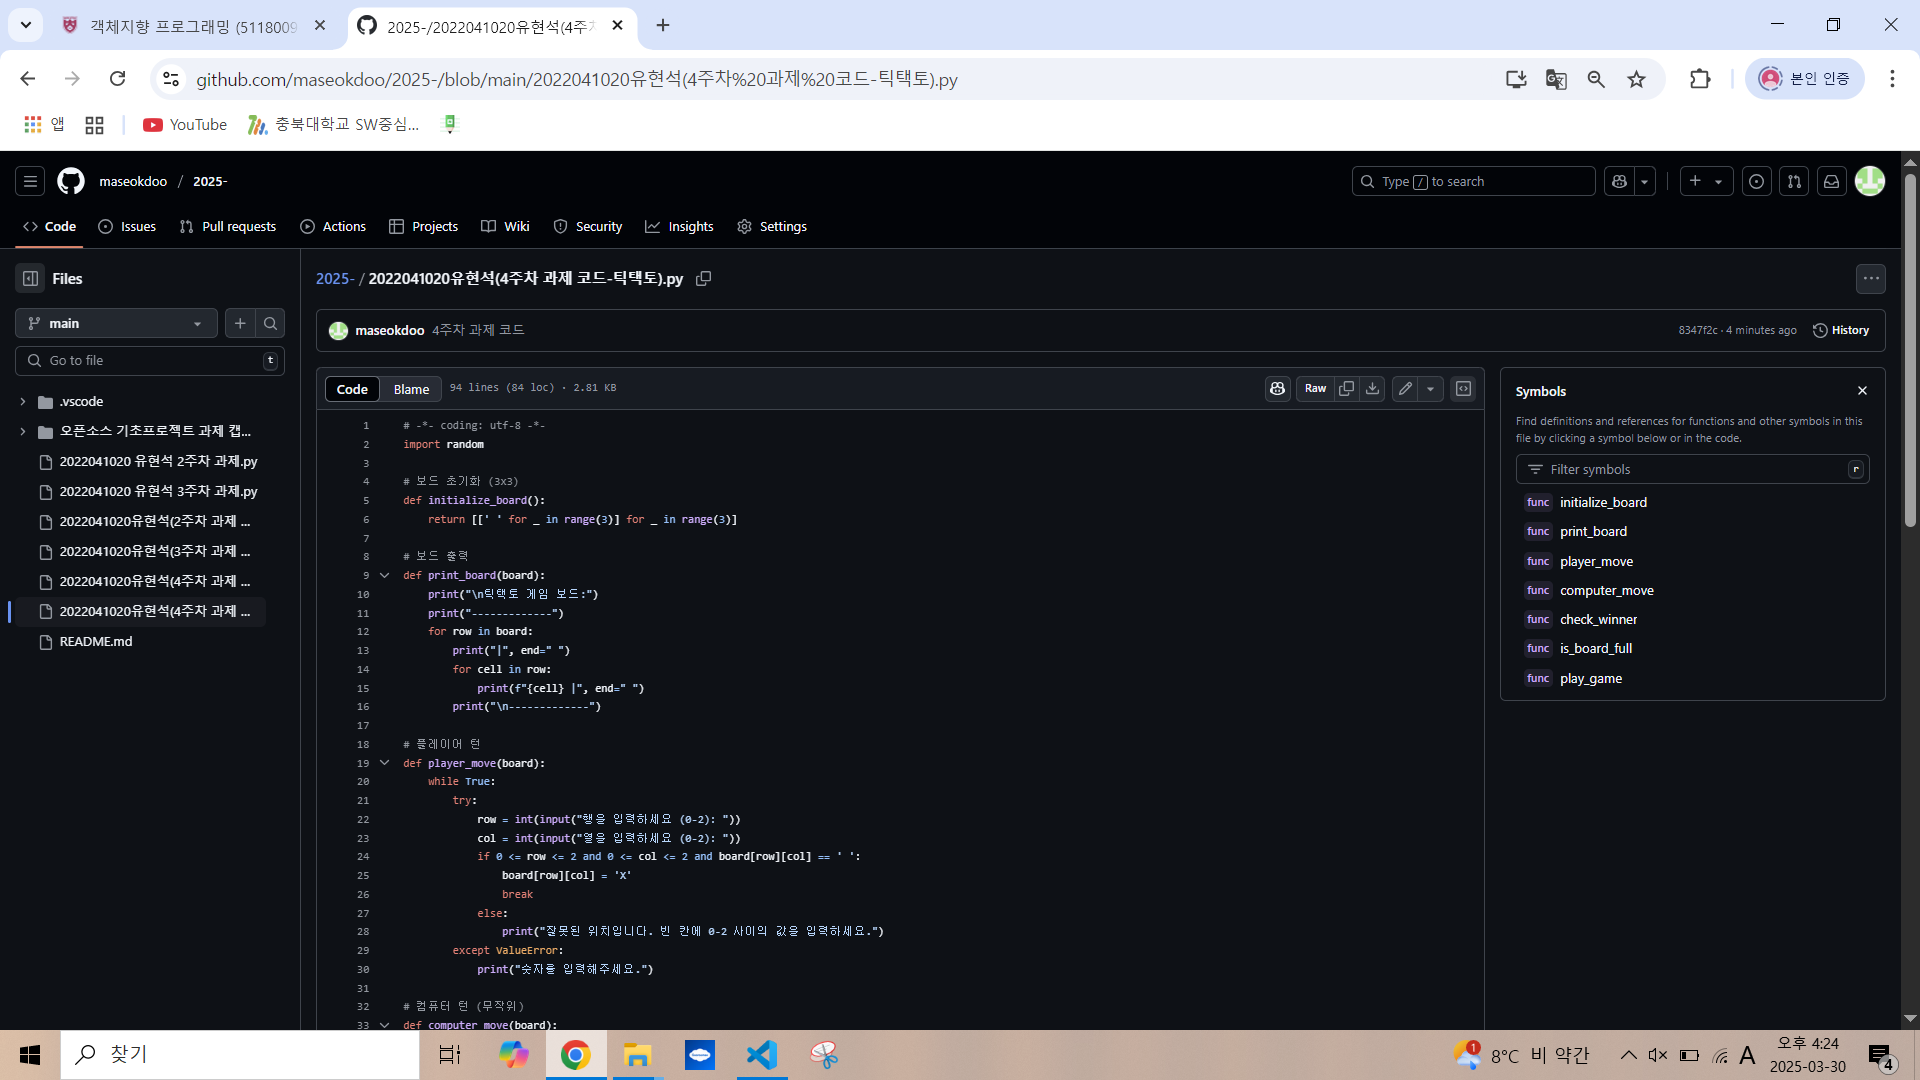 객체지향 프로그래밍 (5118009
2025-/2022041020유현석(4주차
github.com/maseokdoo/2025-/blob/main/2022041020유현석(4주차%20과제%20코드-틱택토).py
본인 인증
앱
YouTube
충북대학교 SW중심...
maseokdoo / 2025-
Type / to search
Code
Issues
Pull requests
Actions
Projects
Wiki
Security
Insights
Settings
Files
main
Go to file
t
.vscode
오픈소스 기초프로젝트 과제 캡...
2022041020 유현석 2주차 과제.py
2022041020 유현석 3주차 과제.py
2022041020유현석(2주차 과제 ...
2022041020유현석(3주차 과제 ...
2022041020유현석(4주차 과제 ...
2022041020유현석(4주차 과제 ...
README.md
2025- / 2022041020유현석(4주차 과제 코드-틱택토).py
maseokdoo 4주차 과제 코드
8347f2c · 4 minutes ago
History
Code
Blame
94 lines (84 loc) · 2.81 KB
Raw
1 # -*- coding: utf-8 -*-
2 import random
3
4 # 보드 초기화 (3x3)
5 def initialize_board():
6     return [[' ' for _ in range(3)] for _ in range(3)]
7
8 # 보드 출력
9 def print_board(board):
10     print("\n틱택토 게임 보드:")
11     print("-------------")
12     for row in board:
13         print("|", end=" ")
14         for cell in row:
15             print(f"{cell} |", end=" ")
16         print("\n-------------")
17
18 # 플레이어 턴
19 def player_move(board):
20     while True:
21         try:
22             row = int(input("행을 입력하세요 (0-2): "))
23             col = int(input("열을 입력하세요 (0-2): "))
24             if 0 <= row <= 2 and 0 <= col <= 2 and board[row][col] == ' ':
25                 board[row][col] = 'X'
26                 break
27             else:
28                 print("잘못된 위치입니다. 빈 칸에 0-2 사이의 값을 입력하세요.")
29         except ValueError:
30             print("숫자를 입력해주세요.")
31
32 # 컴퓨터 턴 (무작위)
33 def computer_move(board):
Symbols
Find definitions and references for functions and other symbols in this
file by clicking a symbol below or in the code.
Filter symbols
r
func initialize_board
func print_board
func player_move
func computer_move
func check_winner
func is_board_full
func play_game
찾기
1
8°C 비 약간
A
오후 4:24
2025-03-30
4